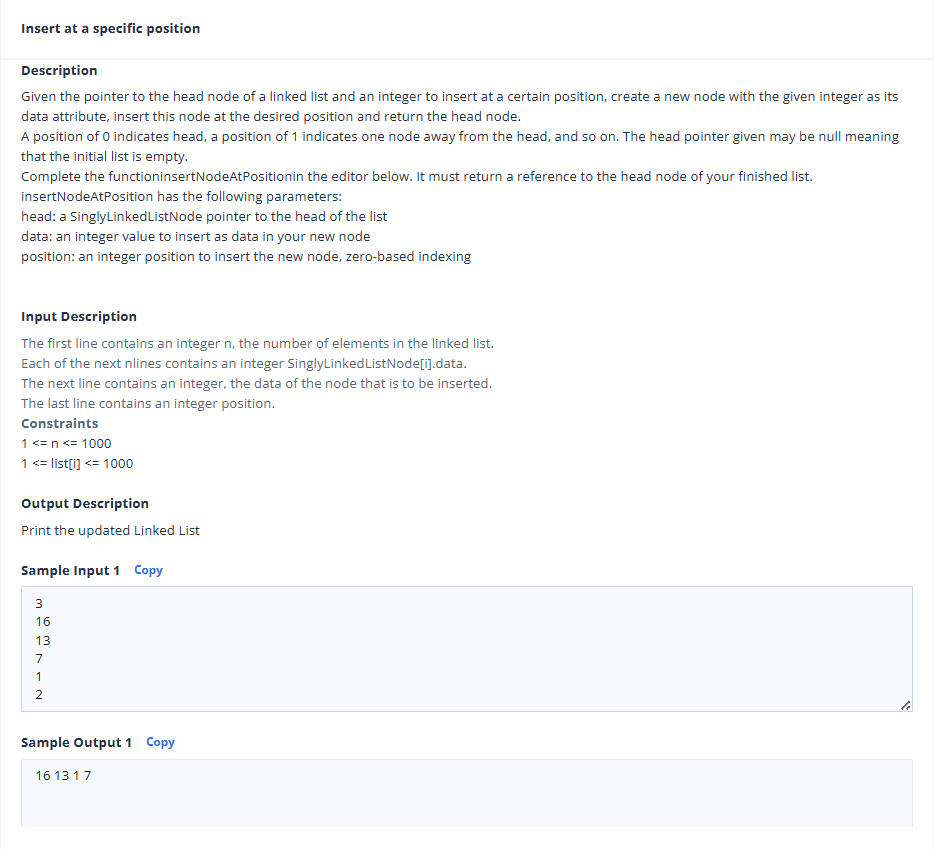 Insert at a specific position
Description
Given the pointer to the head node of a linked list and an integer to insert at a certain position, create a new node with the given integer as its
data attribute, insert this node at the desired position and return the head node.
A position of 0 indicates head, a position of 1 indicates one node away from the head, and so on. The head pointer given may be null meaning
that the initial list is empty.
Complete the functioninsertNodeAtPositionin the editor below. It must return a reference to the head node of your finished list.
insertNodeAtPosition has the following parameters:
head: a SinglyLinkedListNode pointer to the head of the list
data: an integer value to insert as data in your new node
position: an integer position to insert the new node, zero-based indexing
Input Description
The first line contains an integer n, the number of elements in the linked list.
Each of the next nlines contains an integer SinglyLinkedListNode[i].data.
The next line contains an integer, the data of the node that is to be inserted.
The last line contains an integer position.
Constraints
1 <= n <= 1000
1 <= list[i] <= 1000
Output Description
Print the updated Linked List
Sample Input 1 Copy
3
16
13
7
1
2
Sample Output 1 Copy
16 13 1 7